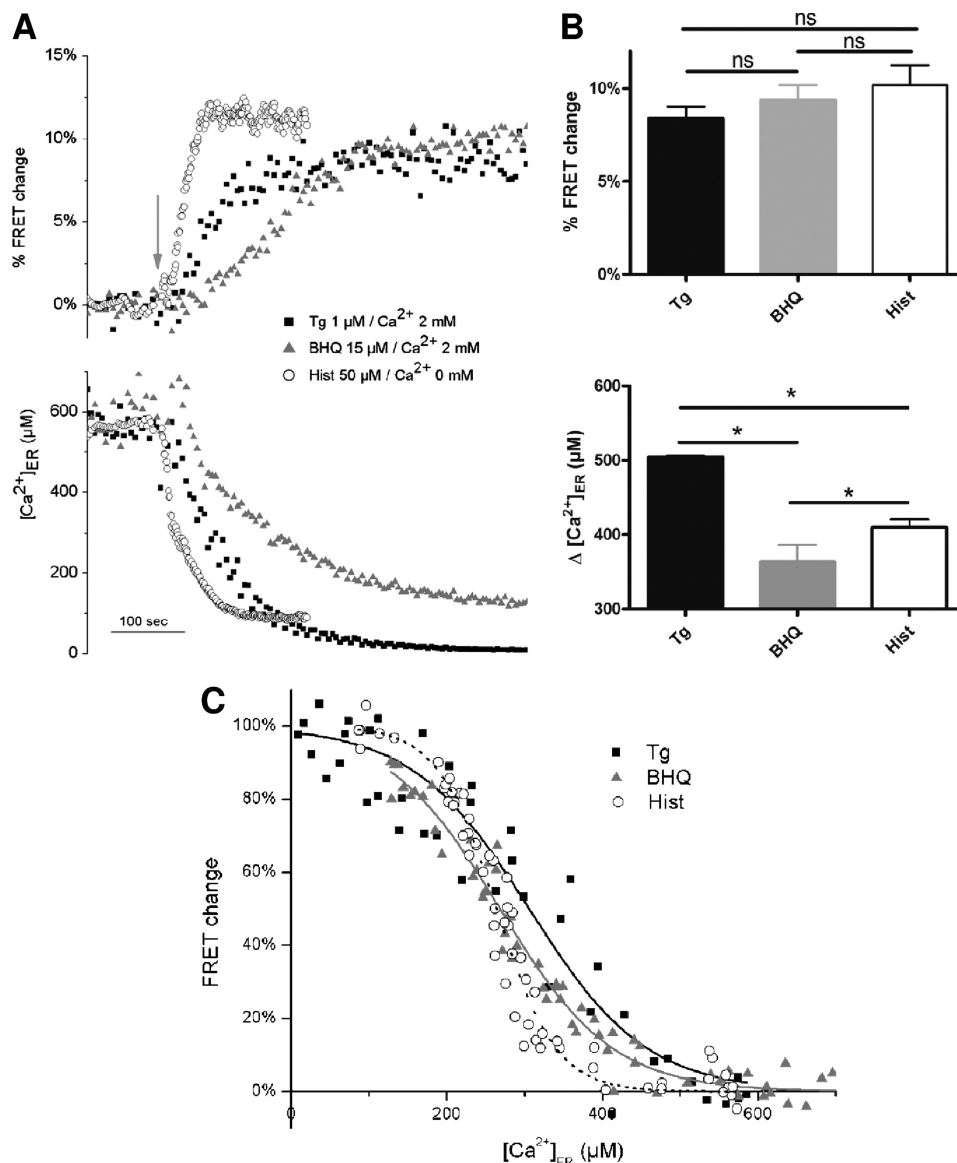 A
15%
10%
5%
0%
% FRET change
Tg 1 µM / Ca2+ 2 mM
BHQ 15 µM / Ca2+ 2 mM
Hist 50 µM / Ca2+ 0 mM
600
400
200
0
[Ca2+]ER (µM)
100 sec
B
ns
ns
ns
10%
5%
0%
% FRET change
Tg
BHQ
Hist
600
500
400
300
Δ [Ca2+]ER (µM)
*
*
*
Tg
BHQ
Hist
C
100%
80%
60%
40%
20%
0%
FRET change
Tg
BHQ
Hist
0
200
400
600
[Ca2+]ER (µM)